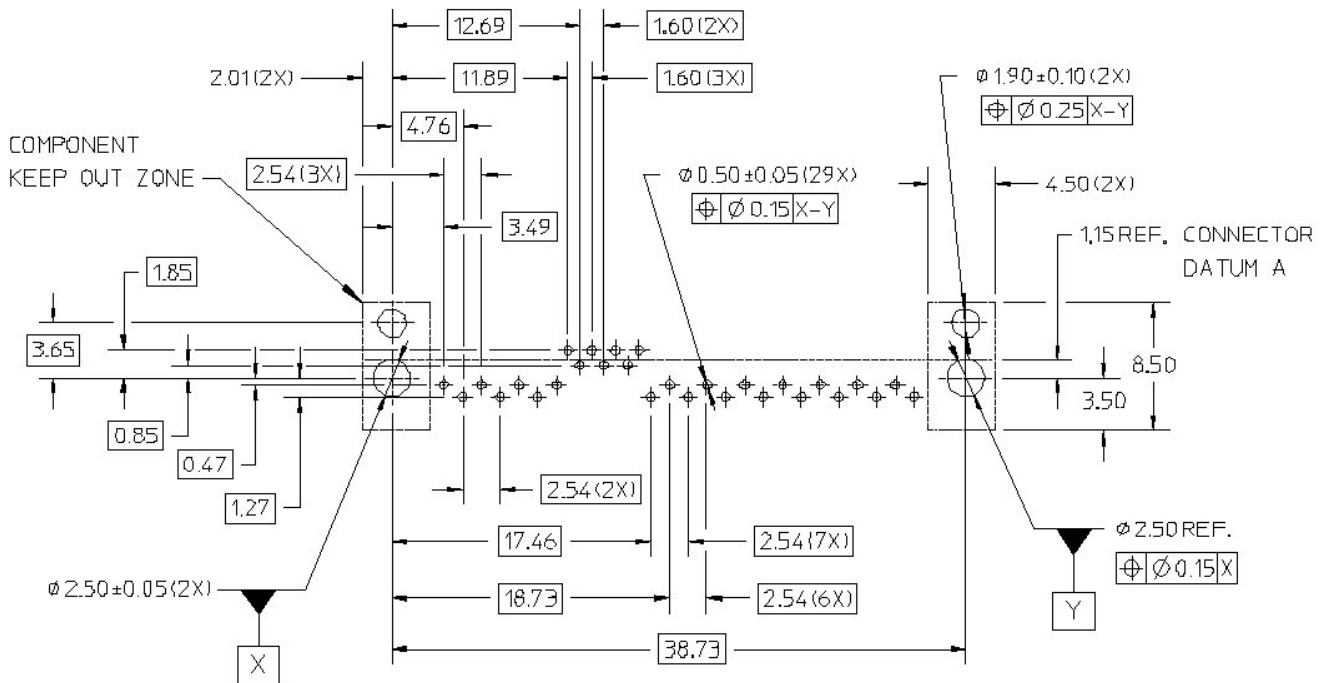 12.69
1.60(2X)
2.01(2X)
11.89
1.60(3X)
Ø1.90±0.10(2X)
⌖ Ø0.25 X-Y
4.76
COMPONENT
KEEP OUT ZONE
2.54(3X)
Ø0.50±0.05(29X)
⌖ Ø0.15 X-Y
4.50(2X)
3.49
1.15 REF. CONNECTOR
DATUM A
1.85
3.65
8.50
3.50
0.85
0.47
1.27
2.54(2X)
17.46
2.54(7X)
Ø2.50 REF.
⌖ Ø0.15 X
Ø2.50±0.05(2X)
18.73
2.54(6X)
Y
38.73
X